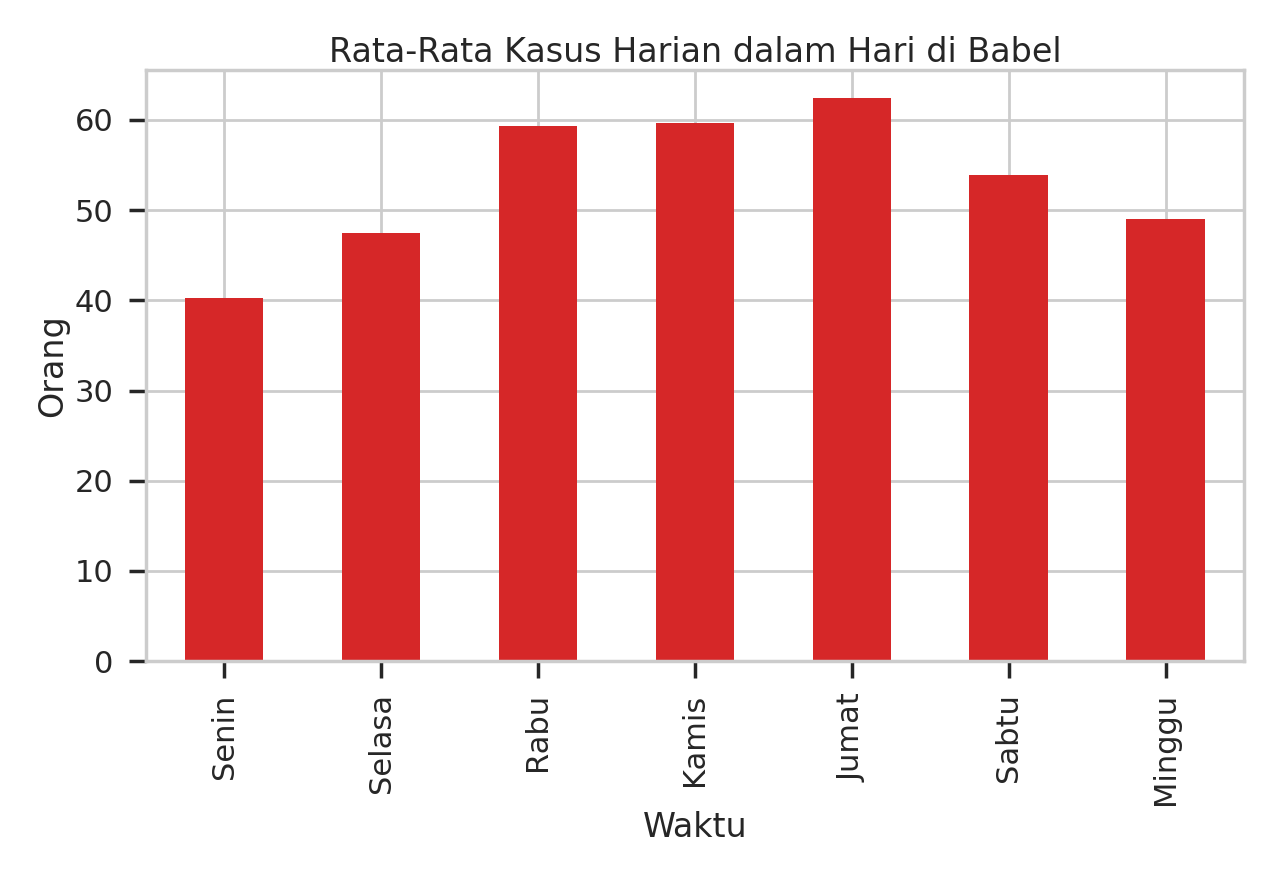 Rata-Rata Kasus Harian dalam Hari di Babel
60
50
40
30
20
10
0
Orang
Senin
Selasa
Rabu
Kamis
Jumat
Sabtu
Minggu
Waktu